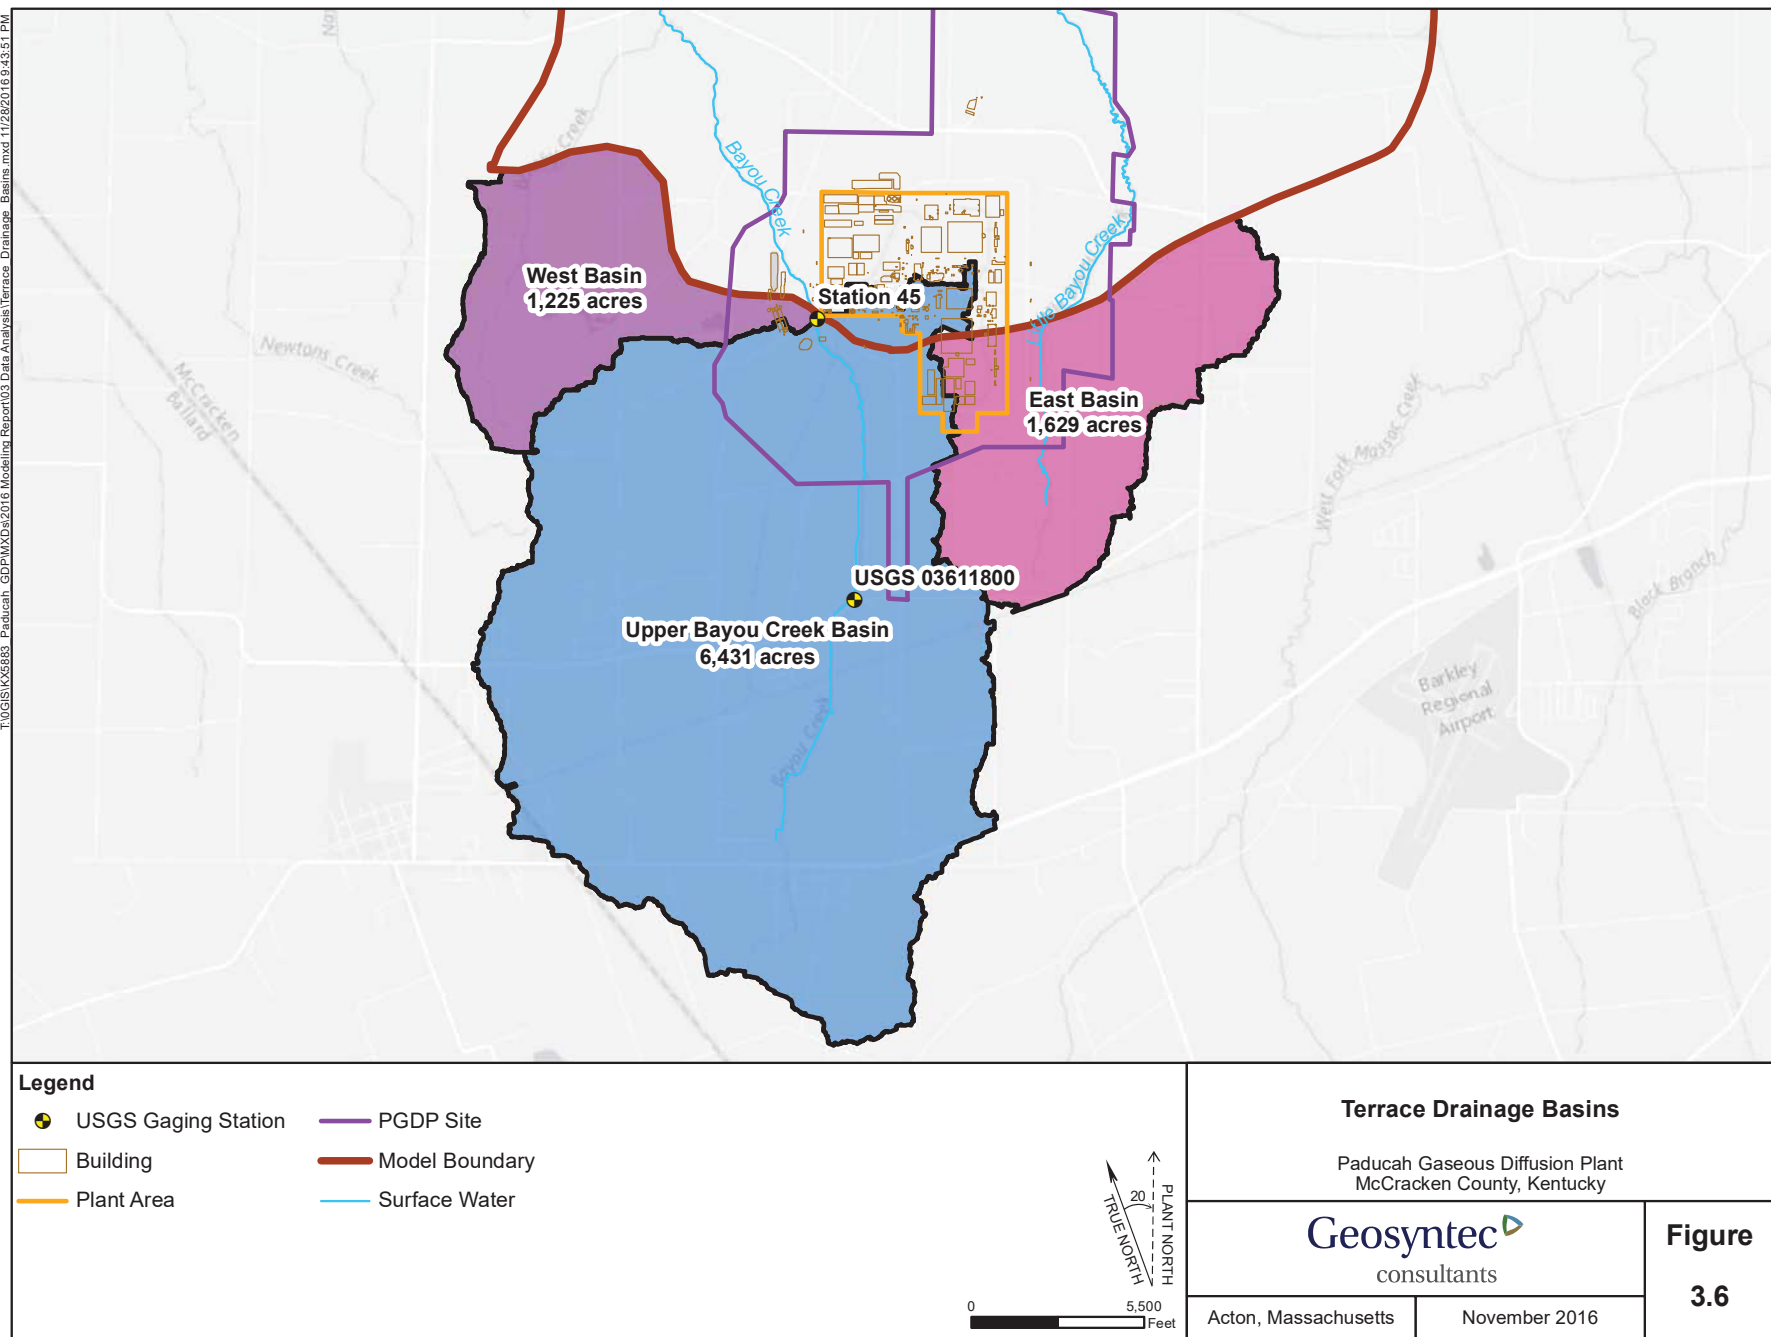 T:\0GIS\KX5883_Paducah_GDP\MXDs\2016 Modeling Report\03 Data Analysis\Terrace_Drainage_Basins.mxd 11/28/2016 9:43:51 PM
Bayou Creek
West Basin
1,225 acres
Station 45
Little Bayou Creek
Newtons Creek
McCracken
Ballard
East Basin
1,629 acres
West Fork Massac Creek
Black Branch
USGS 03611800
Upper Bayou Creek Basin
6,431 acres
Bayou Creek
Barkley
Regional
Airport
Legend
USGS Gaging Station
PGDP Site
Building
Model Boundary
Plant Area
Surface Water
20
TRUE NORTH
PLANT NORTH
0
5,500
Feet
Terrace Drainage Basins
Paducah Gaseous Diffusion Plant
McCracken County, Kentucky
Geosyntec
consultants
Figure
3.6
Acton, Massachusetts
November 2016